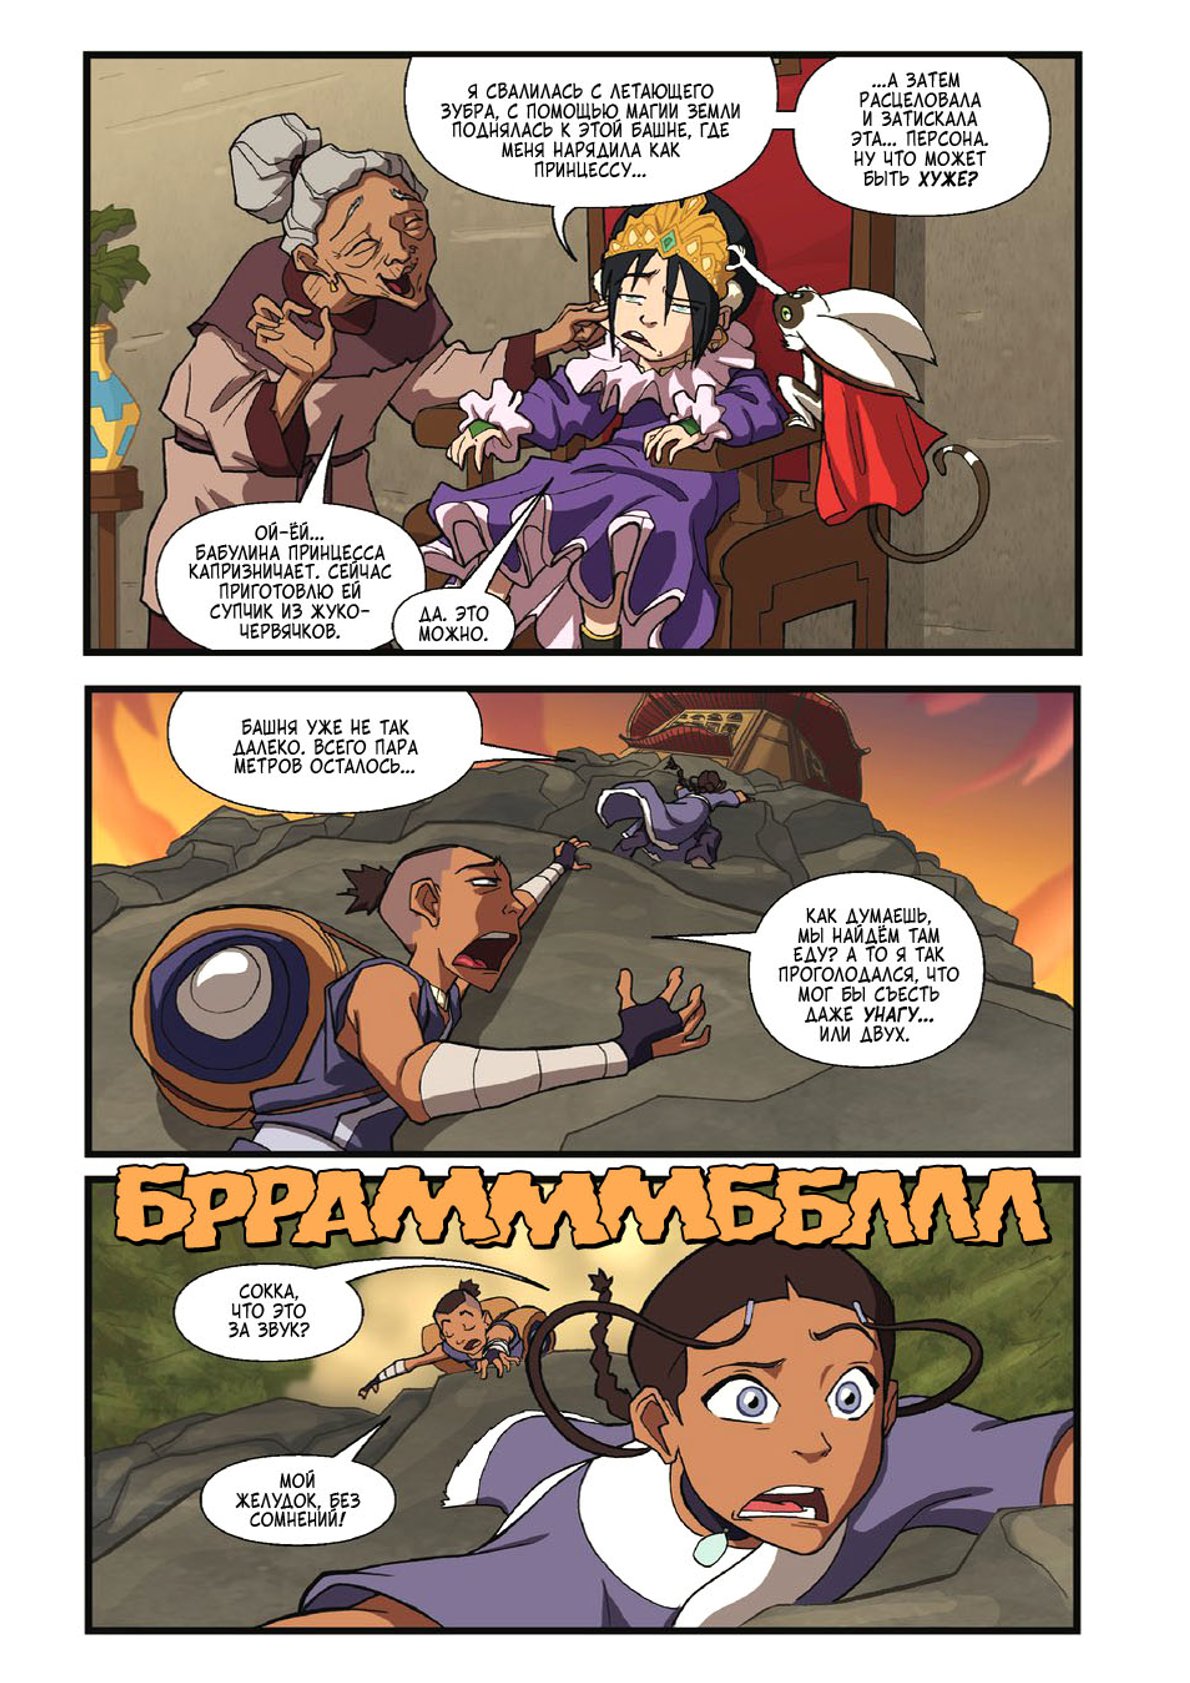 Я СВАЛИЛАСЬ С ЛЕТАЮЩЕГО
ЗУБРА, С ПОМОЩЬЮ МАГИИ ЗЕМЛИ
ПОДНЯЛАСЬ К ЭТОЙ БАШНЕ, ГДЕ
МЕНЯ НАРЯДИЛА КАК
ПРИНЦЕССУ...
...А ЗАТЕМ
РАСЦЕЛОВАЛА
И ЗАТИСКАЛА
ЭТА... ПЕРСОНА.
НУ ЧТО МОЖЕТ
БЫТЬ ХУЖЕ?
ОЙ-ЁЙ...
БАБУЛИНА ПРИНЦЕССА
КАПРИЗНИЧАЕТ. СЕЙЧАС
ПРИГОТОВЛЮ ЕЙ
СУПЧИК ИЗ ЖУКО-
ЧЕРВЯЧКОВ.
ДА. ЭТО
МОЖНО.
БАШНЯ УЖЕ НЕ ТАК
ДАЛЕКО. ВСЕГО ПАРА
МЕТРОВ ОСТАЛОСЬ...
КАК ДУМАЕШЬ,
МЫ НАЙДЁМ ТАМ
ЕДУ? А ТО Я ТАК
ПРОГОЛОДАЛСЯ, ЧТО
МОГ БЫ СЪЕСТЬ
ДАЖЕ УНАГУ...
ИЛИ ДВУХ.
БРРАММММББЛЛЛ
СОККА,
ЧТО ЭТО
ЗА ЗВУК?
МОЙ
ЖЕЛУДОК, БЕЗ
СОМНЕНИЙ!